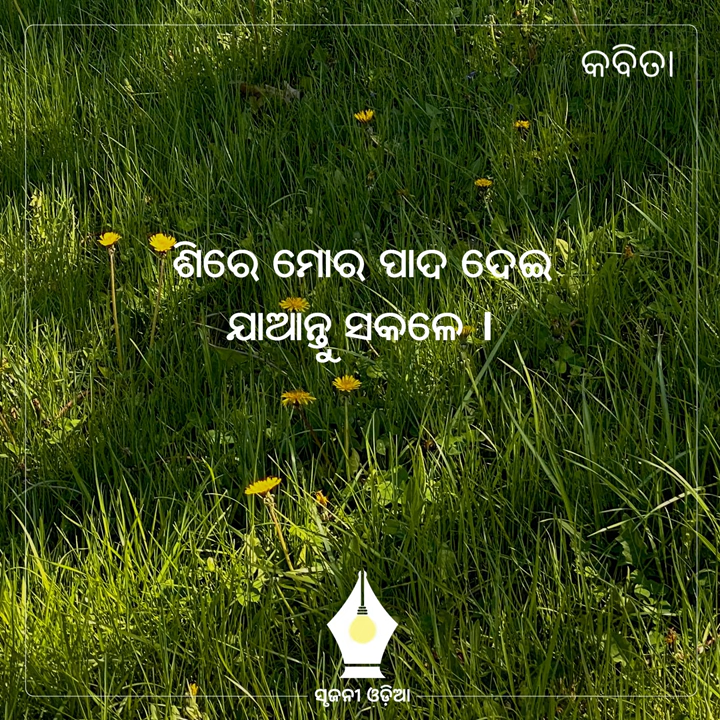 କବିତା
ଶିରେ ମୋର ପାଦ ଦେଇ
ଯାଆନ୍ତୁ ସକଳେ ।
ସୃଜନୀ ଓଡ଼ିଆ